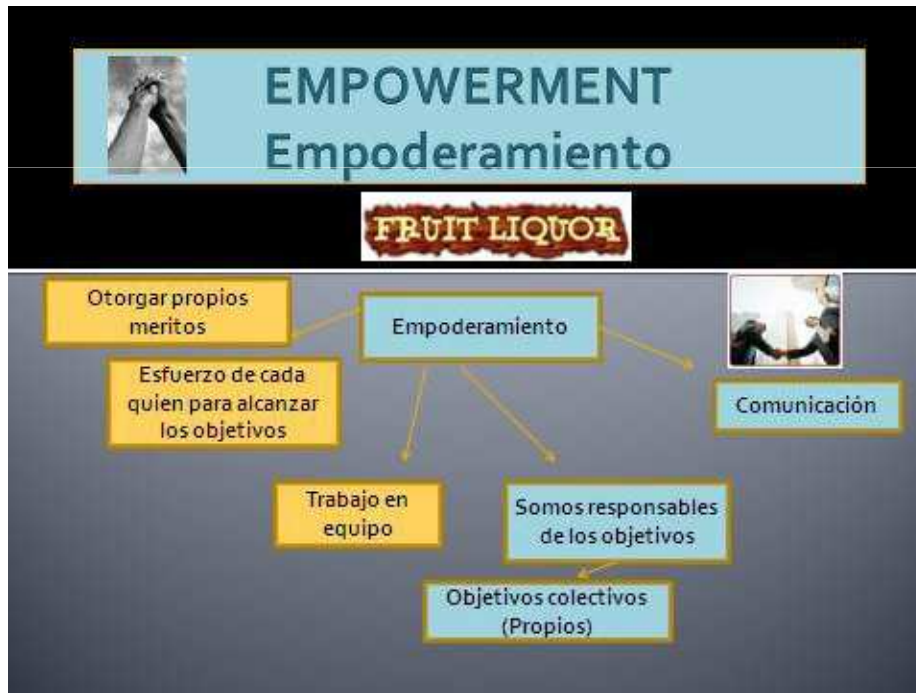 EMPOWERMENT
Empoderamiento
FRUIT LIQUOR
Otorgar propios
meritos
Empoderamiento
Esfuerzo de cada
quien para alcanzar
los objetivos
Comunicación
Trabajo en
equipo
Somos responsables
de los objetivos
Objetivos colectivos
(Propios)